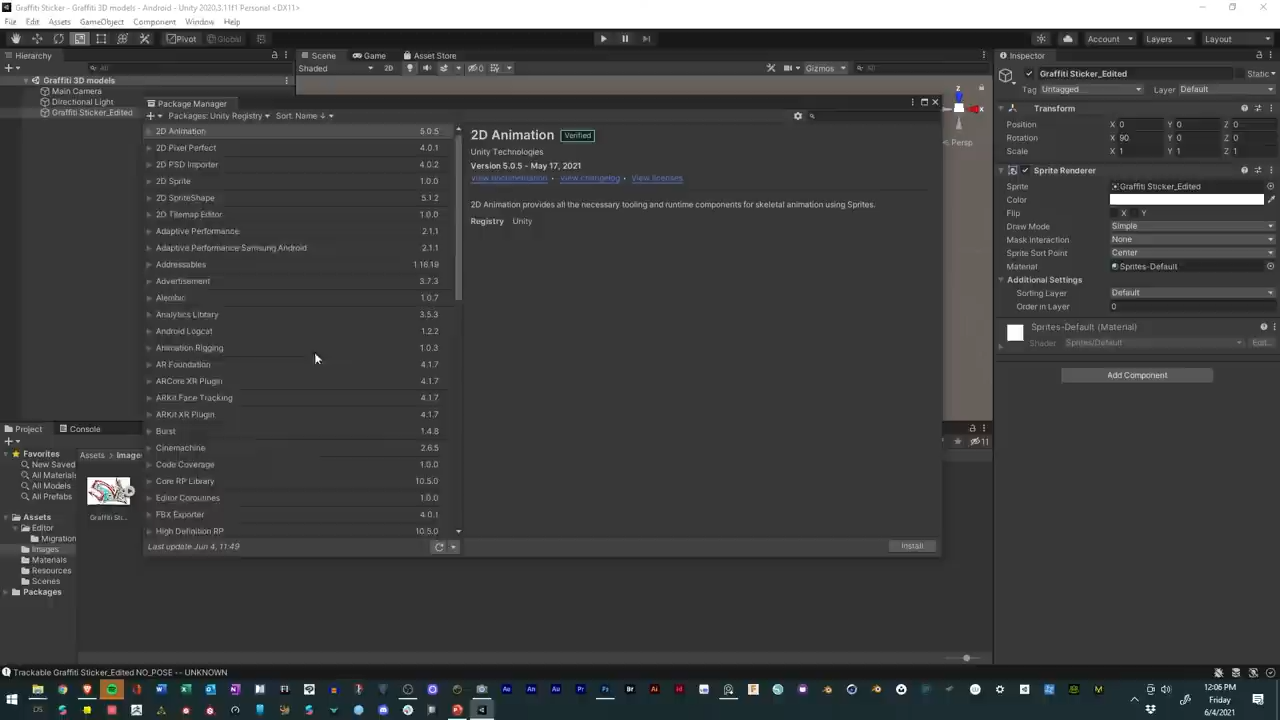 Graffiti Sticker - Graffiti 3D models - Android - Unity 2020.3.11f1 Personal <DX11>
File Edit Assets GameObject Component Window Help
Pivot Global Account Layers Layout
Hierarchy
All
Graffiti 3D models
Main Camera
Directional Light
Graffiti Sticker_Edited
Scene Game Asset Store
Shaded 2D 0 Gizmos All
Z
X
Persp
Package Manager
Packages: Unity Registry Sort: Name ↓
2D Animation 5.0.5
2D Pixel Perfect 4.0.1
2D PSD Importer 4.0.2
2D Sprite 1.0.0
2D SpriteShape 5.1.2
2D Tilemap Editor 1.0.0
Adaptive Performance 2.1.1
Adaptive Performance Samsung Android 2.1.1
Addressables 1.16.19
Advertisement 3.7.3
Alembic 1.0.7
Analytics Library 3.5.3
Android Logcat 1.2.2
Animation Rigging 1.0.3
AR Foundation 4.1.7
ARCore XR Plugin 4.1.7
ARKit Face Tracking 4.1.7
ARKit XR Plugin 4.1.7
Burst 1.4.8
Cinemachine 2.6.5
Code Coverage 1.0.0
Core RP Library 10.5.0
Editor Coroutines 1.0.0
FBX Exporter 4.0.1
High Definition RP 10.5.0
Last update Jun 4, 11:49
2D Animation Verified
Unity Technologies
Version 5.0.5 - May 17, 2021
View documentation • View changelog • View licenses
2D Animation provides all the necessary tooling and runtime components for skeletal animation using Sprites.
Registry Unity
Install
Inspector
Graffiti Sticker_Edited Static
Tag Untagged Layer Default
Transform
Position X 0 Y 0 Z 0
Rotation X 90 Y 0 Z 0
Scale X 1 Y 1 Z 1
Sprite Renderer
Sprite Graffiti Sticker_Edited
Color
Flip X Y
Draw Mode Simple
Mask Interaction None
Sprite Sort Point Center
Material Sprites-Default
Additional Settings
Sorting Layer Default
Order in Layer 0
Sprites-Default (Material)
Shader Sprites/Default Edit...
Add Component
Project Console
11
Favorites
New Saved
All Material
All Models
All Prefabs
Assets
Editor
Migration
Images
Materials
Resources
Scenes
Packages
Assets > Image
Graffiti Sti...
Trackable Graffiti Sticker_Edited NO_POSE -- UNKNOWN
12:06 PM
Friday
6/4/2021